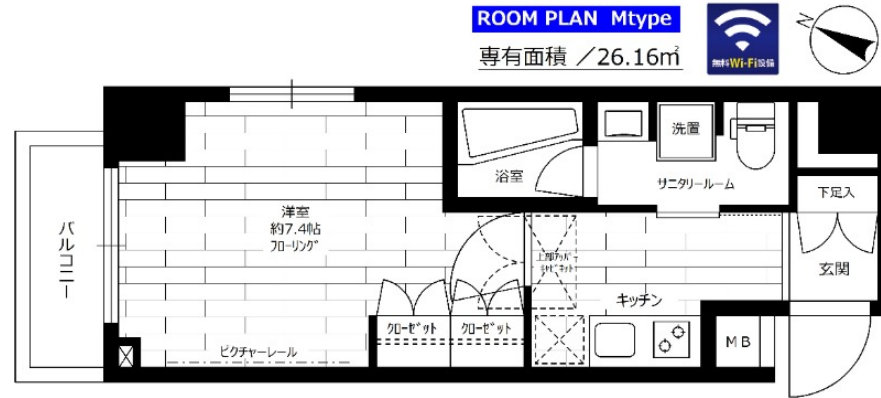 ROOM PLAN Mtype
専有面積 ／26.16㎡
無料Wi-Fi設備
N
洗置
浴室
サニタリールーム
下足入
洋室
約7.4帖
フローリング
バルコニー
上部アッパー
キャビネット
玄関
キッチン
クローゼット
クローゼット
ピクチャーレール
MB